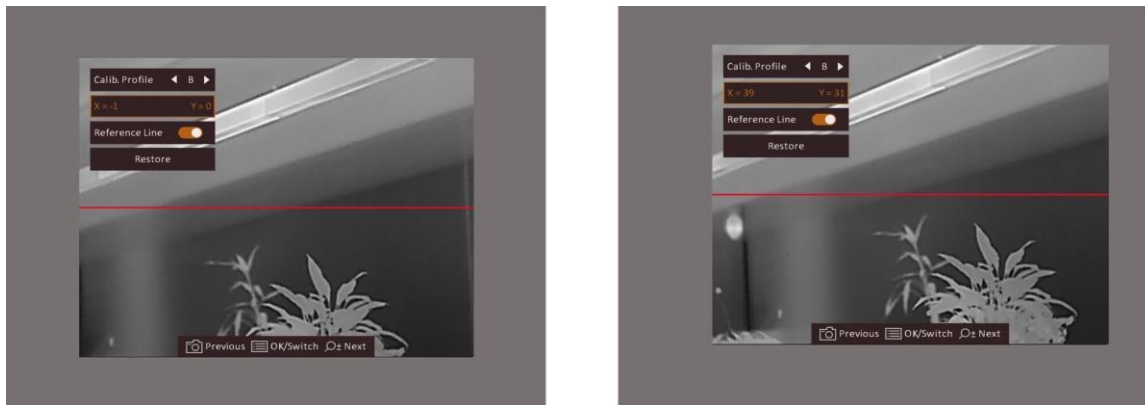 Calib. Profile ◀ B ▶
X = -1 Y = 0
Reference Line
Restore
Previous OK/Switch ± Next
Calib. Profile ◀ B ▶
X = 39 Y = 31
Reference Line
Restore
Previous OK/Switch ± Next